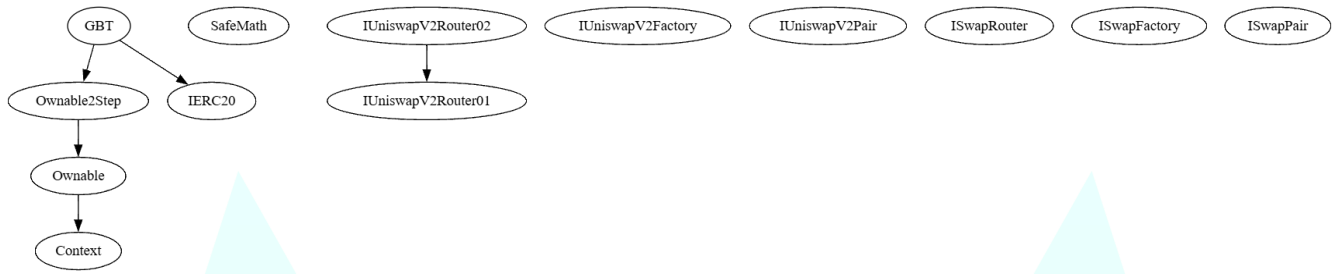 GBT SafeMath IUniswapV2Router02 IUniswapV2Factory IUniswapV2Pair ISwapRouter ISwapFactory ISwapPair
Ownable2Step IERC20 IUniswapV2Router01
Ownable
Context